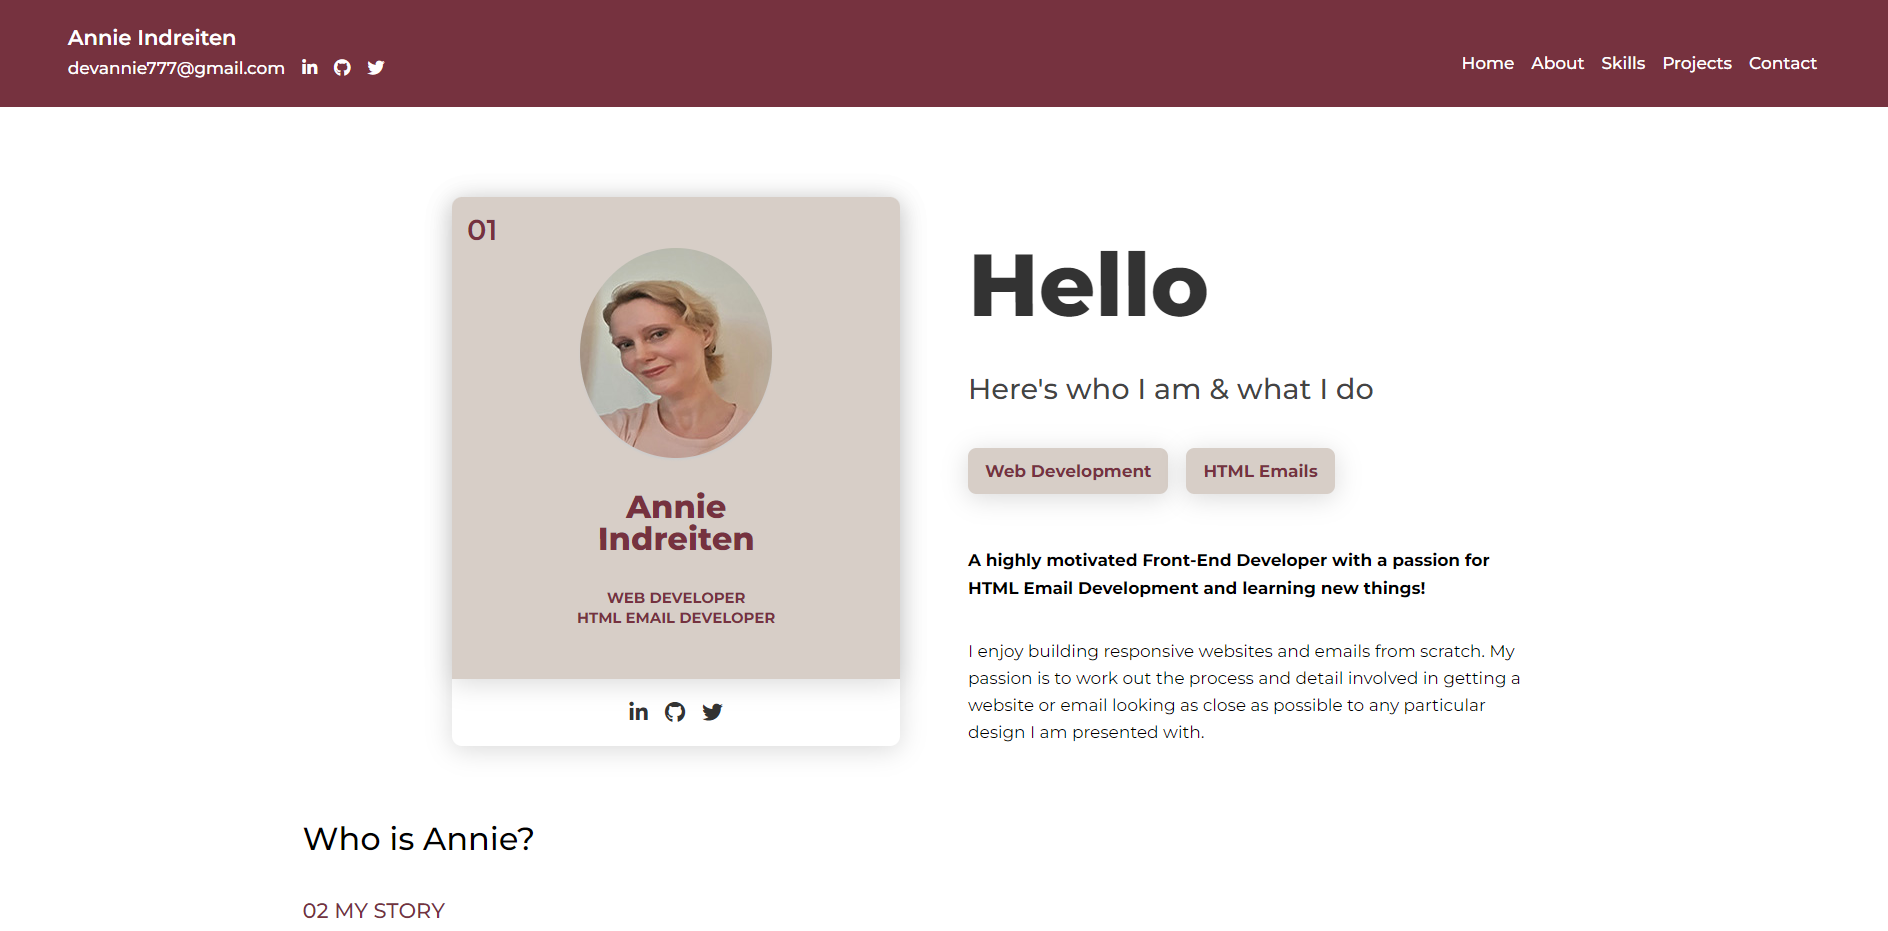 Annie Indreiten
devannie777@gmail.com
Home About Skills Projects Contact
01
Annie
Indreiten
WEB DEVELOPER
HTML EMAIL DEVELOPER
Hello
Here's who I am & what I do
Web Development HTML Emails
A highly motivated Front-End Developer with a passion for
HTML Email Development and learning new things!
I enjoy building responsive websites and emails from scratch. My
passion is to work out the process and detail involved in getting a
website or email looking as close as possible to any particular
design I am presented with.
Who is Annie?
02 MY STORY